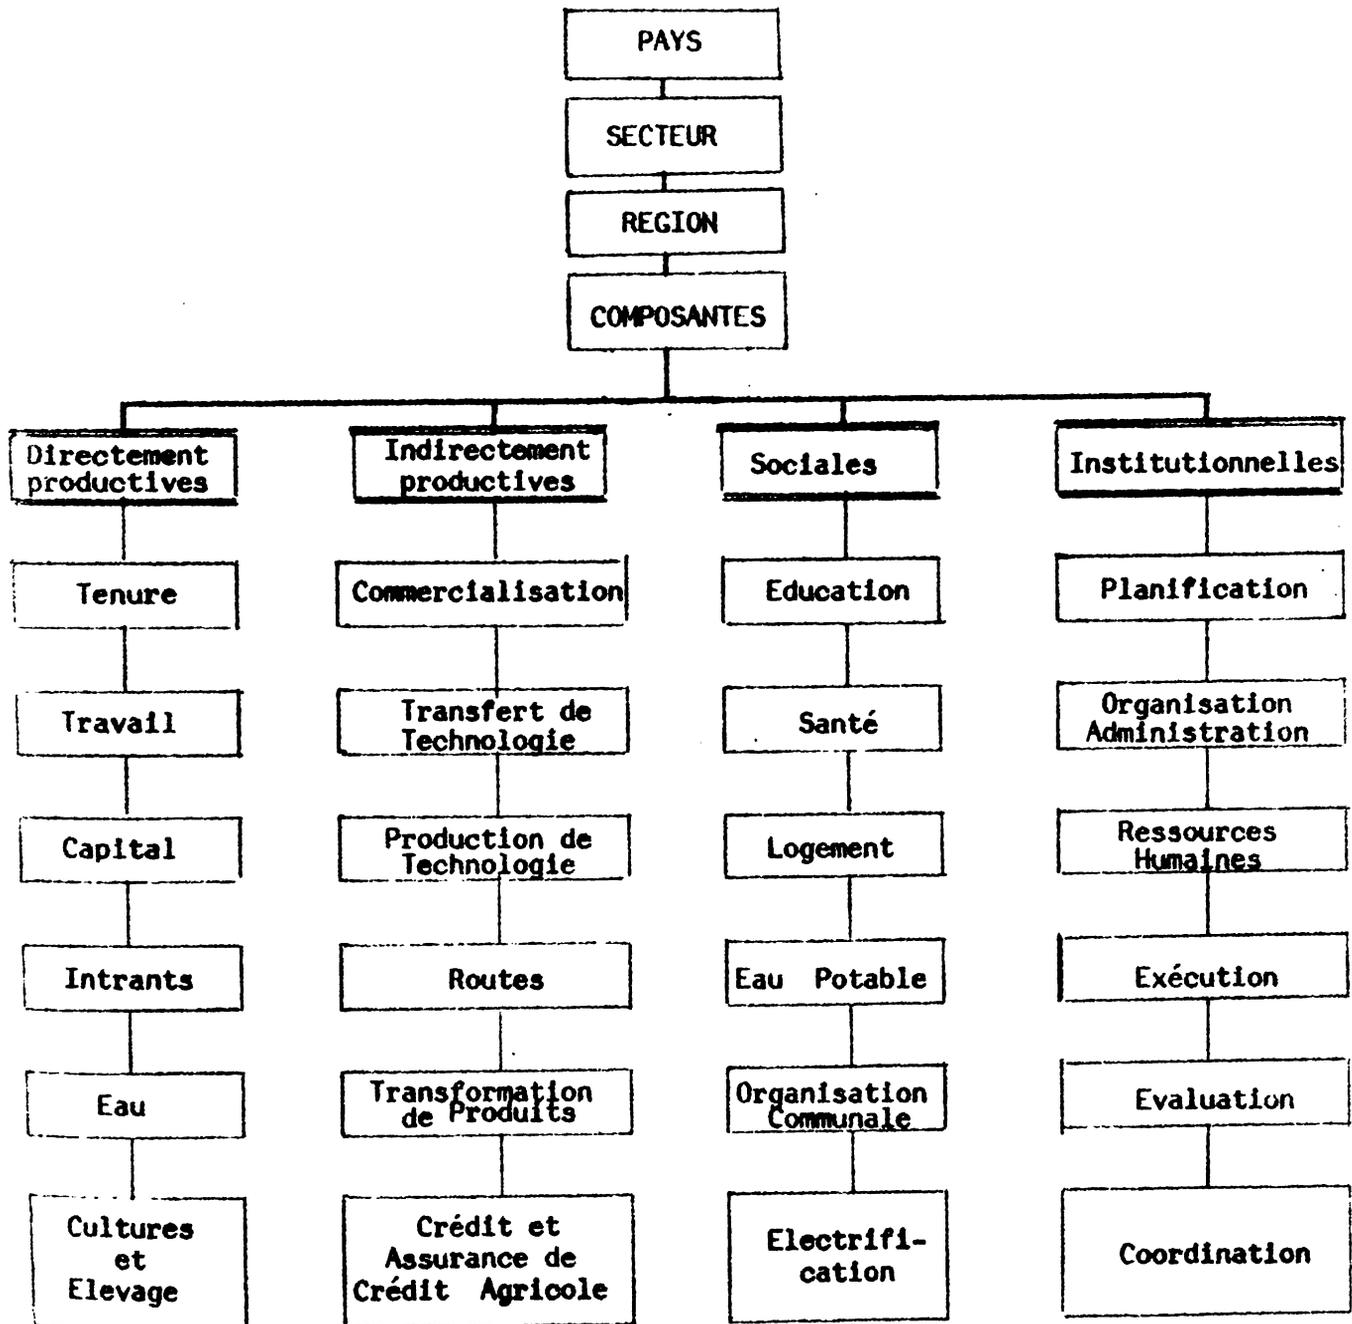 PAYS
SECTEUR
REGION
COMPOSANTES
Directement
productives
Indirectement
productives
Sociales
Institutionnelles
Tenure
Commercialisation
Education
Planification
Travail
Transfert de
Technologie
Santé
Organisation
Administration
Capital
Production de
Technologie
Logement
Ressources
Humaines
Intrants
Routes
Eau Potable
Exécution
Eau
Transformation
de Produits
Organisation
Communale
Evaluation
Cultures
et
Elevage
Crédit et
Assurance de
Crédit Agricole
Electrifi-
cation
Coordination